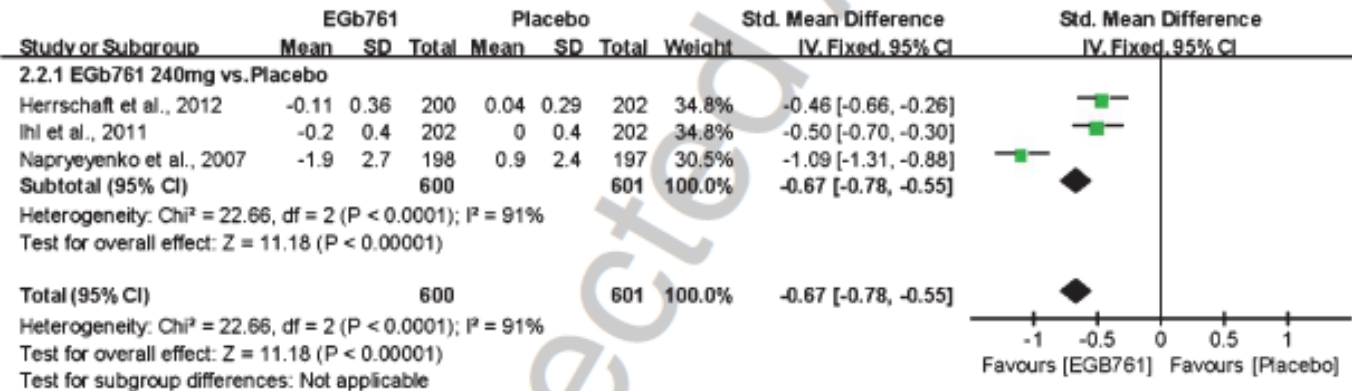 EGb761 Placebo Std. Mean Difference Std. Mean Difference
Study or Subgroup Mean SD Total Mean SD Total Weight IV. Fixed. 95% CI IV. Fixed. 95% CI
2.2.1 EGb761 240mg vs.Placebo
Herrschaft et al., 2012 -0.11 0.36 200 0.04 0.29 202 34.8% -0.46 [-0.66, -0.26]
Ihl et al., 2011 -0.2 0.4 202 0 0.4 202 34.8% -0.50 [-0.70, -0.30]
Napryeyenko et al., 2007 -1.9 2.7 198 0.9 2.4 197 30.5% -1.09 [-1.31, -0.88]
Subtotal (95% CI) 600 601 100.0% -0.67 [-0.78, -0.55]
Heterogeneity: Chi² = 22.66, df = 2 (P < 0.0001); I² = 91%
Test for overall effect: Z = 11.18 (P < 0.00001)
Total (95% CI) 600 601 100.0% -0.67 [-0.78, -0.55]
Heterogeneity: Chi² = 22.66, df = 2 (P < 0.0001); I² = 91%
-1 -0.5 0 0.5 1
Test for overall effect: Z = 11.18 (P < 0.00001)
Favours [EGB761] Favours [Placebo]
Test for subgroup differences: Not applicable
ected